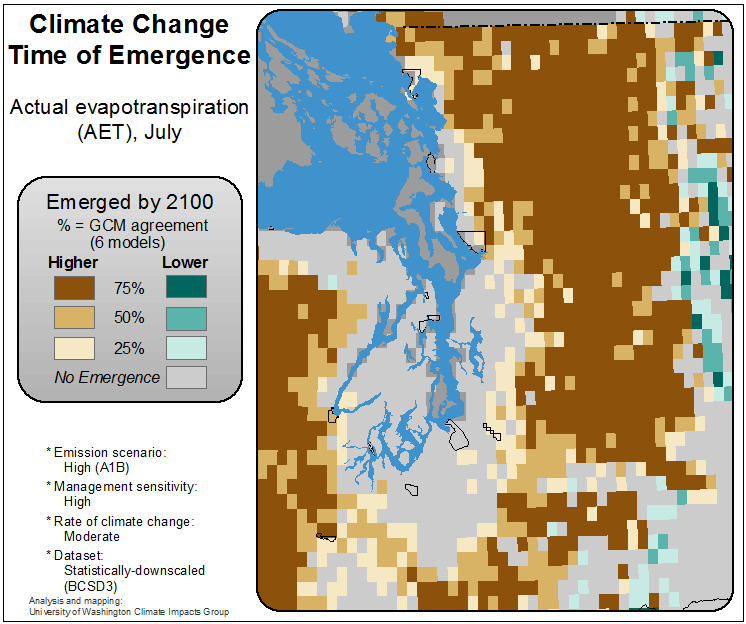 Climate Change
Time of Emergence
Actual evapotranspiration
(AET), July
Emerged by 2100
% = GCM agreement
(6 models)
Higher Lower
75%
50%
25%
No Emergence
* Emission scenario:
High (A1B)
* Management sensitivity:
High
* Rate of climate change:
Moderate
* Dataset:
Statistically-downscaled
(BCSD3)
Analysis and mapping:
University of Washington Climate Impacts Group